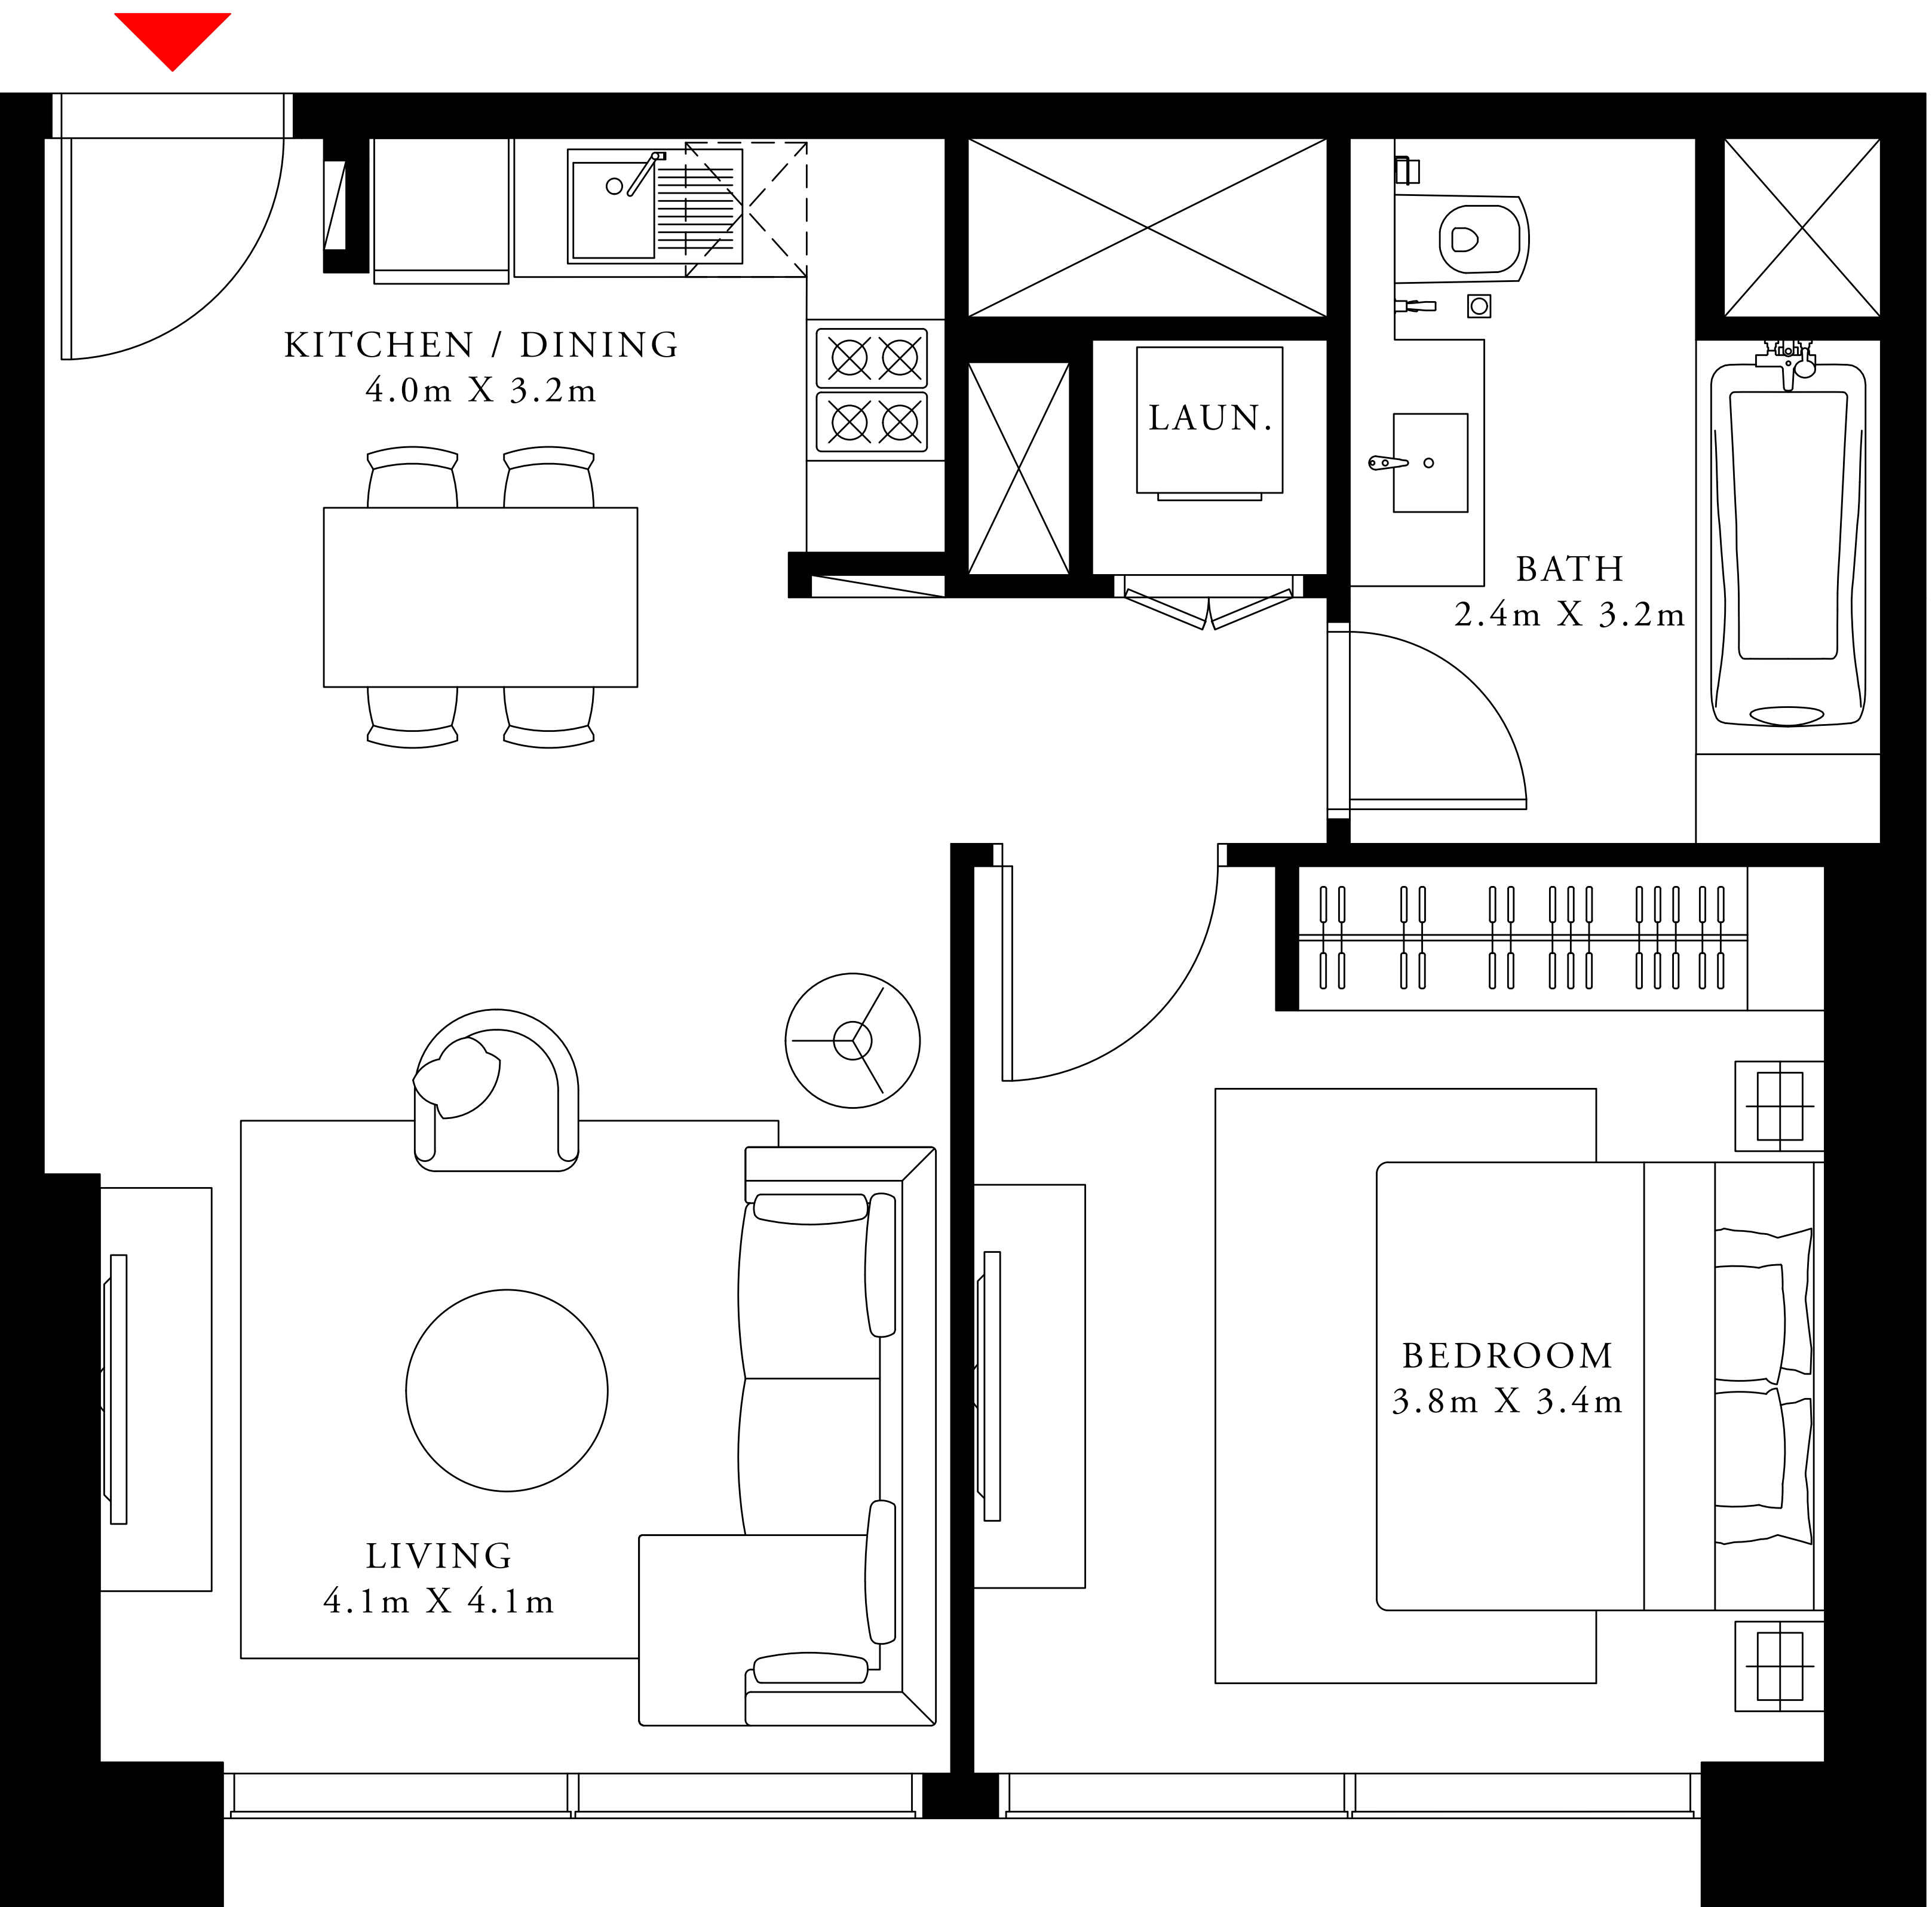 KITCHEN / DINING
4.0m X 3.2m
LAUN.
BATH
2.4m X 3.2m
BEDROOM
3.8m X 3.4m
LIVING
4.1m X 4.1m